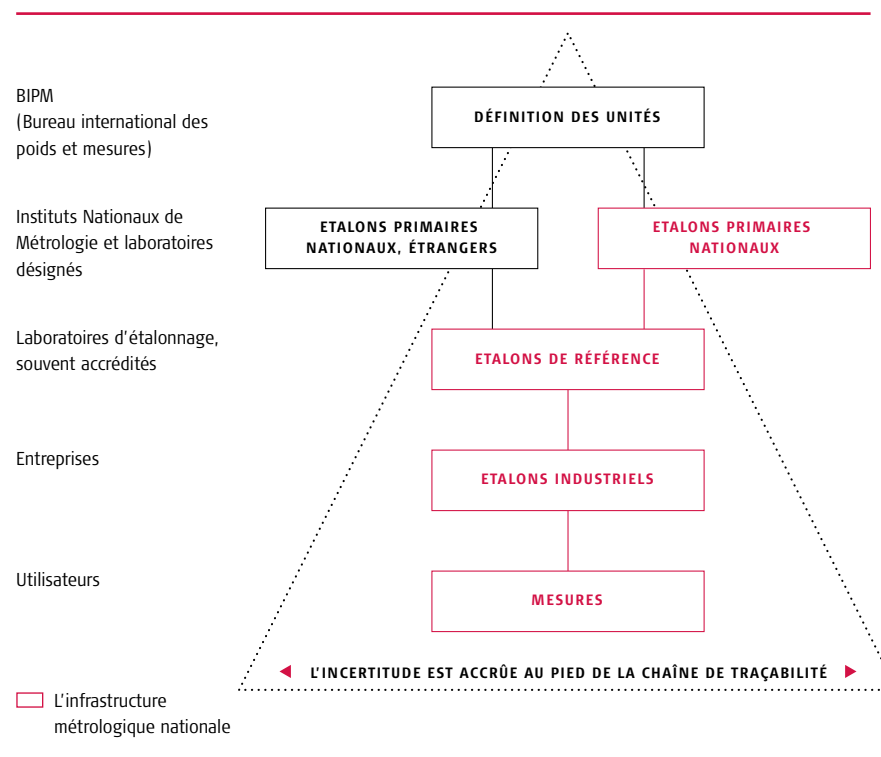 BIPM
(Bureau international des
poids et mesures)
DÉFINITION DES UNITÉS
Instituts Nationaux de
Métrologie et laboratoires
désignés
ETALONS PRIMAIRES
NATIONAUX, ÉTRANGERS
ETALONS PRIMAIRES
NATIONAUX
Laboratoires d'étalonnage,
souvent accrédités
ETALONS DE RÉFÉRENCE
Entreprises
ETALONS INDUSTRIELS
Utilisateurs
MESURES
L'INCERTITUDE EST ACCRÛE AU PIED DE LA CHAÎNE DE TRAÇABILITÉ
L'infrastructure
métrologique nationale